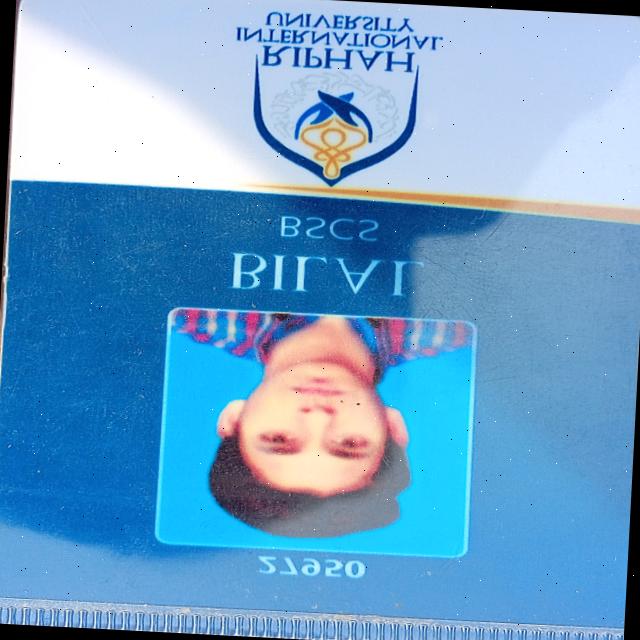 27950
BILAL
BSCS
RIPHAH
INTERNATIONAL
UNIVERSITY